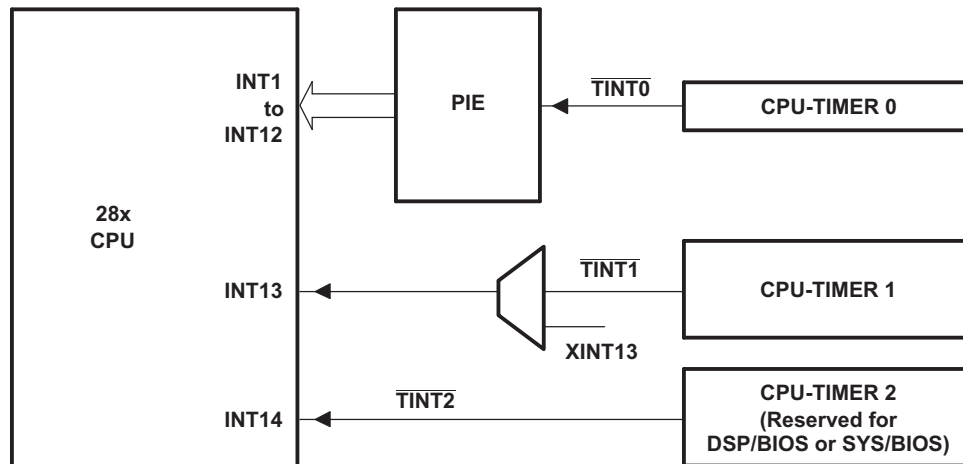 INT1
to
INT12
PIE
TINT0
CPU-TIMER 0
28x
CPU
INT13
TINT1
CPU-TIMER 1
XINT13
INT14
TINT2
CPU-TIMER 2
(Reserved for
DSP/BIOS or SYS/BIOS)